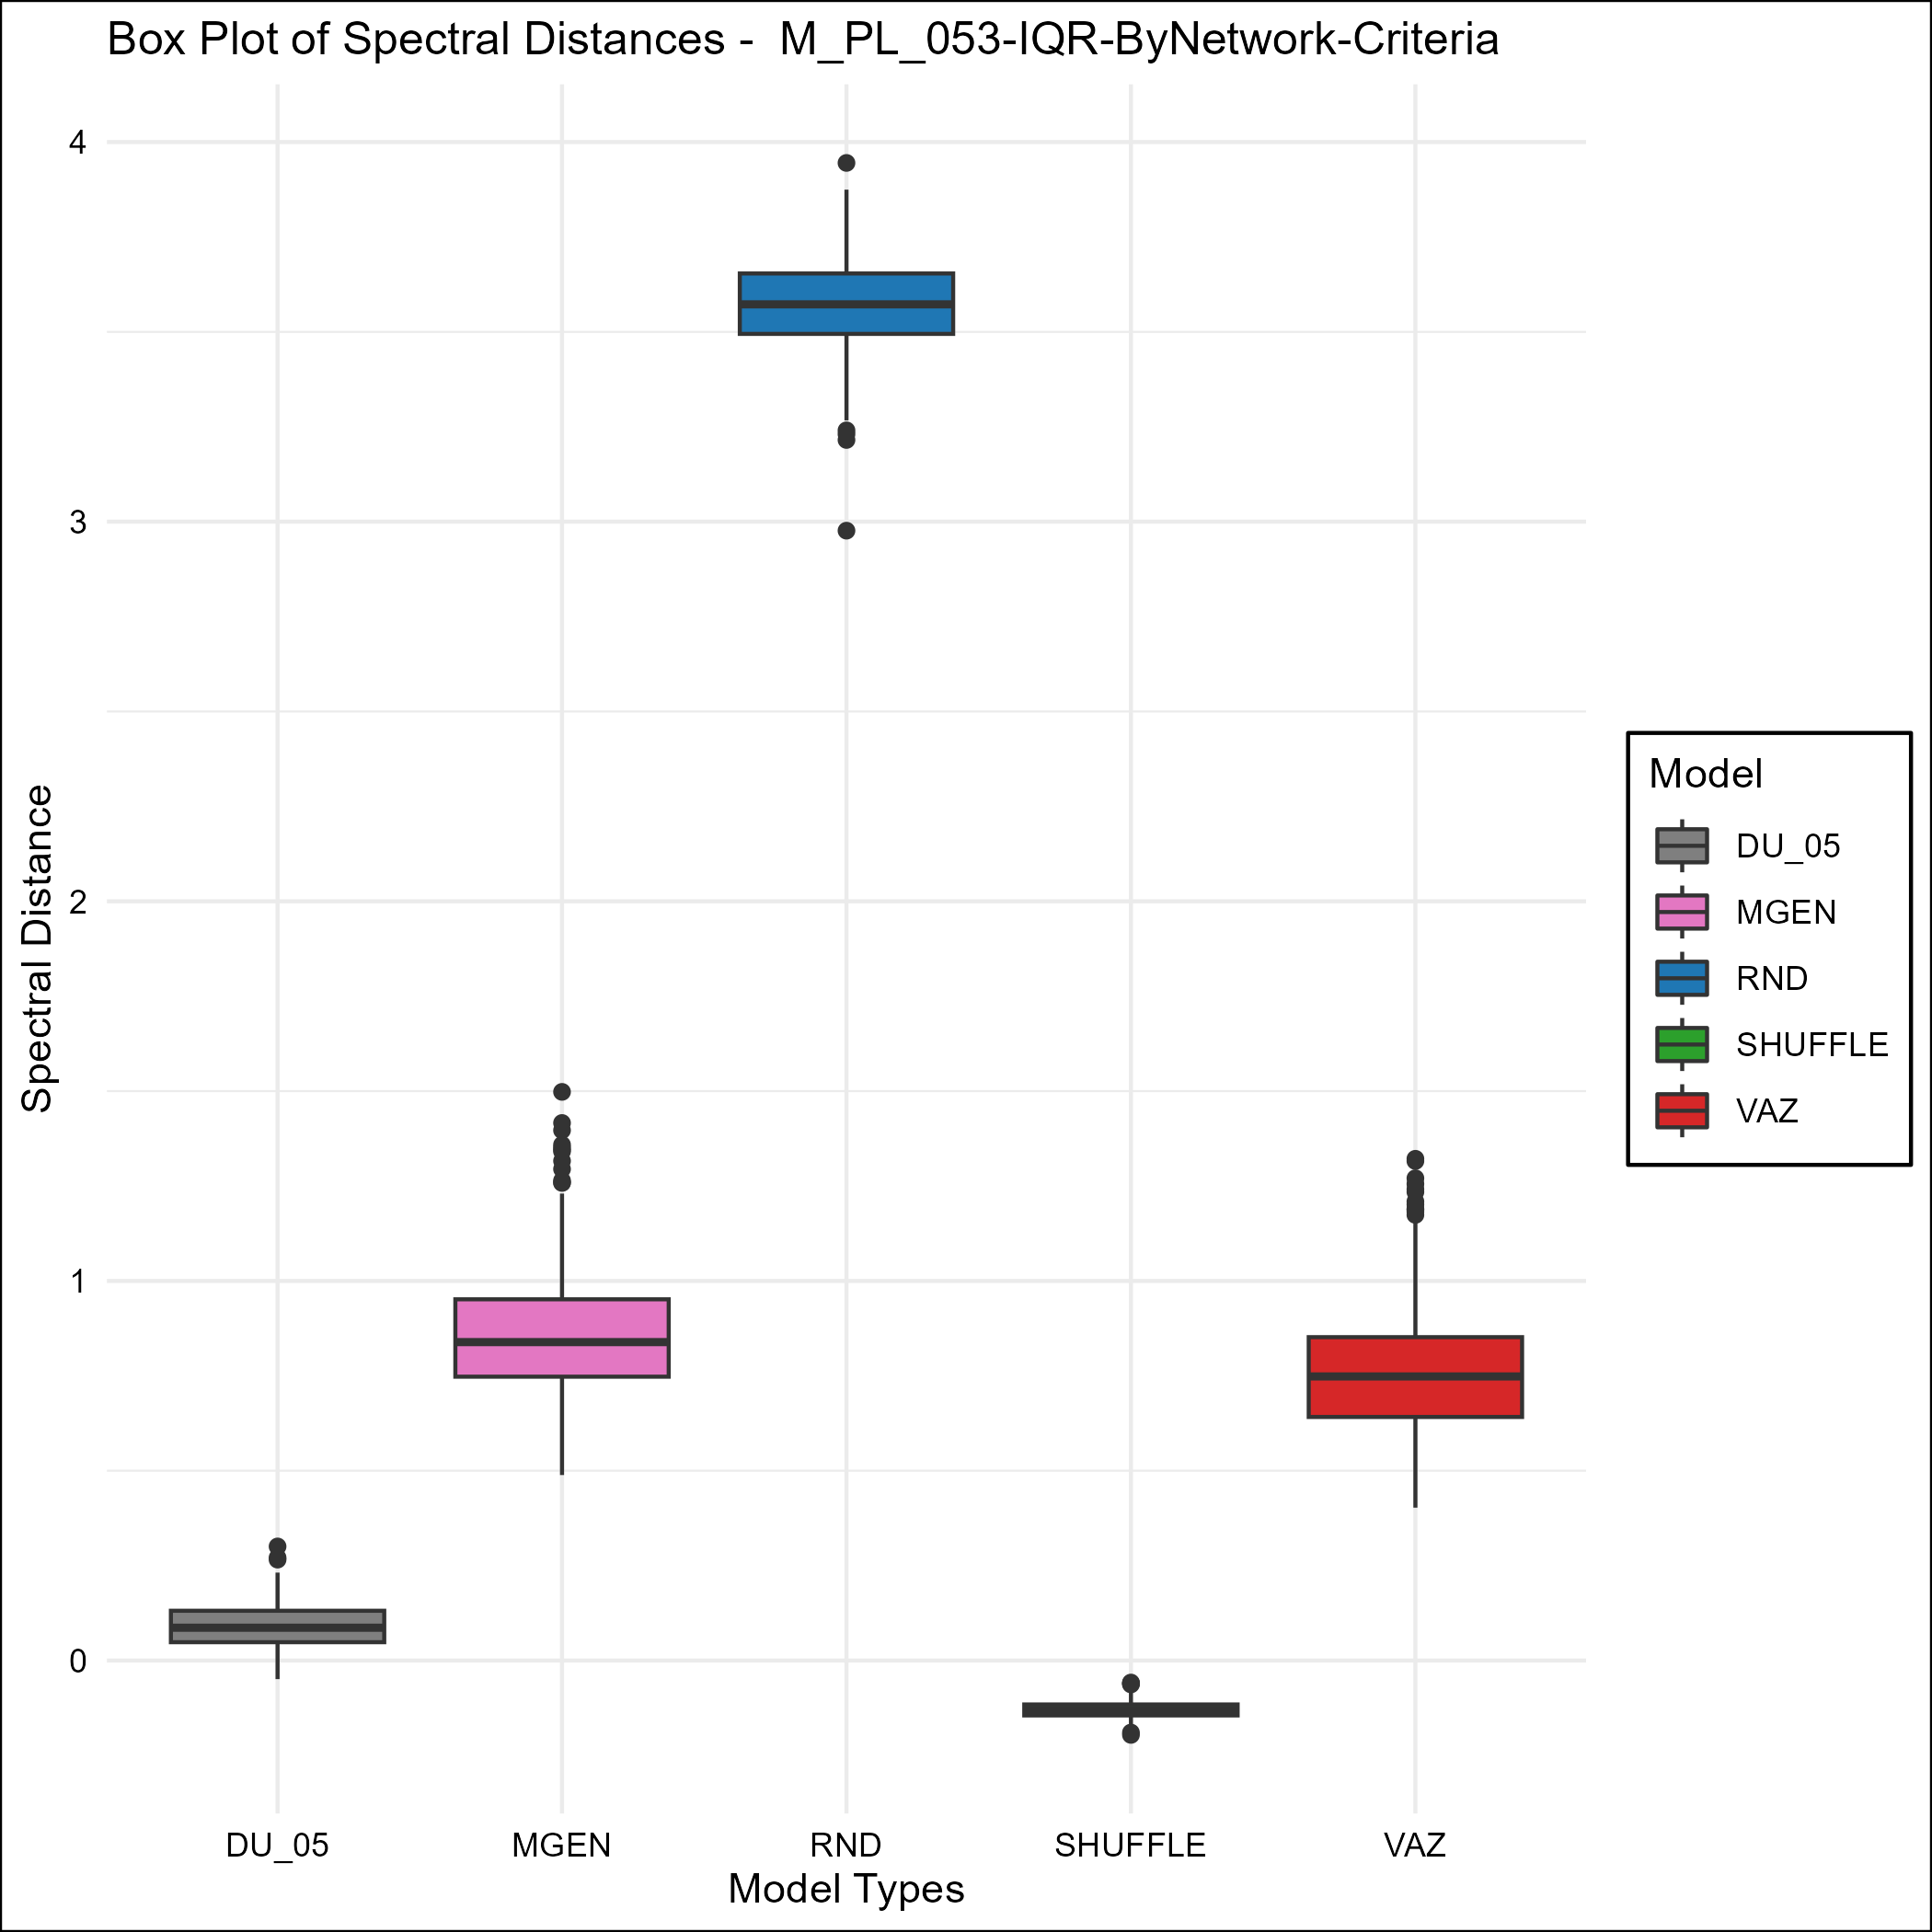 Box Plot of Spectral Distances -  M_PL_053-IQR-ByNetwork-Criteria
4
3
2
1
0
Spectral Distance
DU_05
MGEN
RND
SHUFFLE
VAZ
Model Types
Model
DU_05
MGEN
RND
SHUFFLE
VAZ